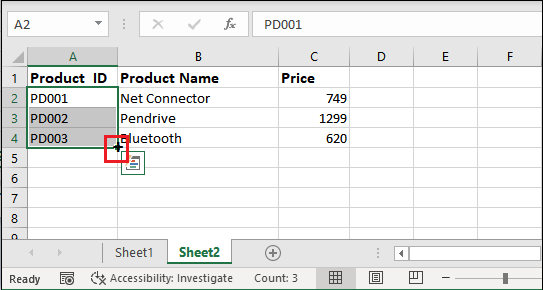 A2 fx PD001
A B C D E F
1 Product ID Product Name Price
2 PD001 Net Connector 749
3 PD002 Pendrive 1299
4 PD003 Bluetooth 620
5
6
7
8
9
Sheet1 Sheet2
Ready Accessibility: Investigate Count: 3